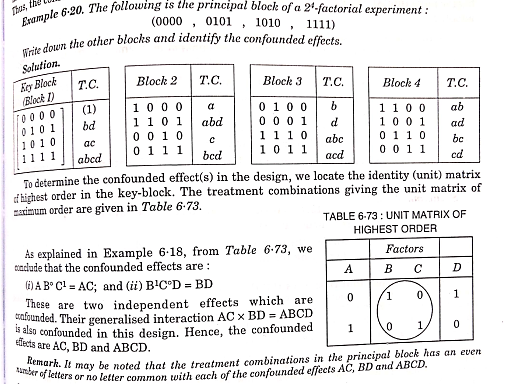 Thus, the
Example 6·20. The following is the principal block of a 2⁴-factorial experiment :
(0000 , 0101 , 1010 , 1111)
Write down the other blocks and identify the confounded effects.
Solution.
Key Block (Block I) T.C. Block 2 T.C. Block 3 T.C. Block 4 T.C.
0 0 0 0 (1) 1 0 0 0 a 0 1 0 0 b 1 1 0 0 ab
0 1 0 1 bd 1 1 0 1 abd 0 0 0 1 d 1 0 0 1 ad
1 0 1 0 ac 0 0 1 0 c 1 1 1 0 abc 0 1 1 0 bc
1 1 1 1 abcd 0 1 1 1 bcd 1 0 1 1 acd 0 0 1 1 cd
To determine the confounded effect(s) in the design, we locate the identity (unit) matrix
of highest order in the key-block. The treatment combinations giving the unit matrix of
maximum order are given in Table 6·73.
TABLE 6·73 : UNIT MATRIX OF
HIGHEST ORDER
Factors
A B C D
0 1 0 1
1 0 1 0
As explained in Example 6·18, from Table 6·73, we
conclude that the confounded effects are :
(i) A B° C¹ = AC; and (ii) B¹C°D = BD
These are two independent effects which are
confounded. Their generalised interaction AC × BD = ABCD
is also confounded in this design. Hence, the confounded
effects are AC, BD and ABCD.
Remark. It may be noted that the treatment combinations in the principal block has an even
number of letters or no letter common with each of the confounded effects AC, BD and ABCD.